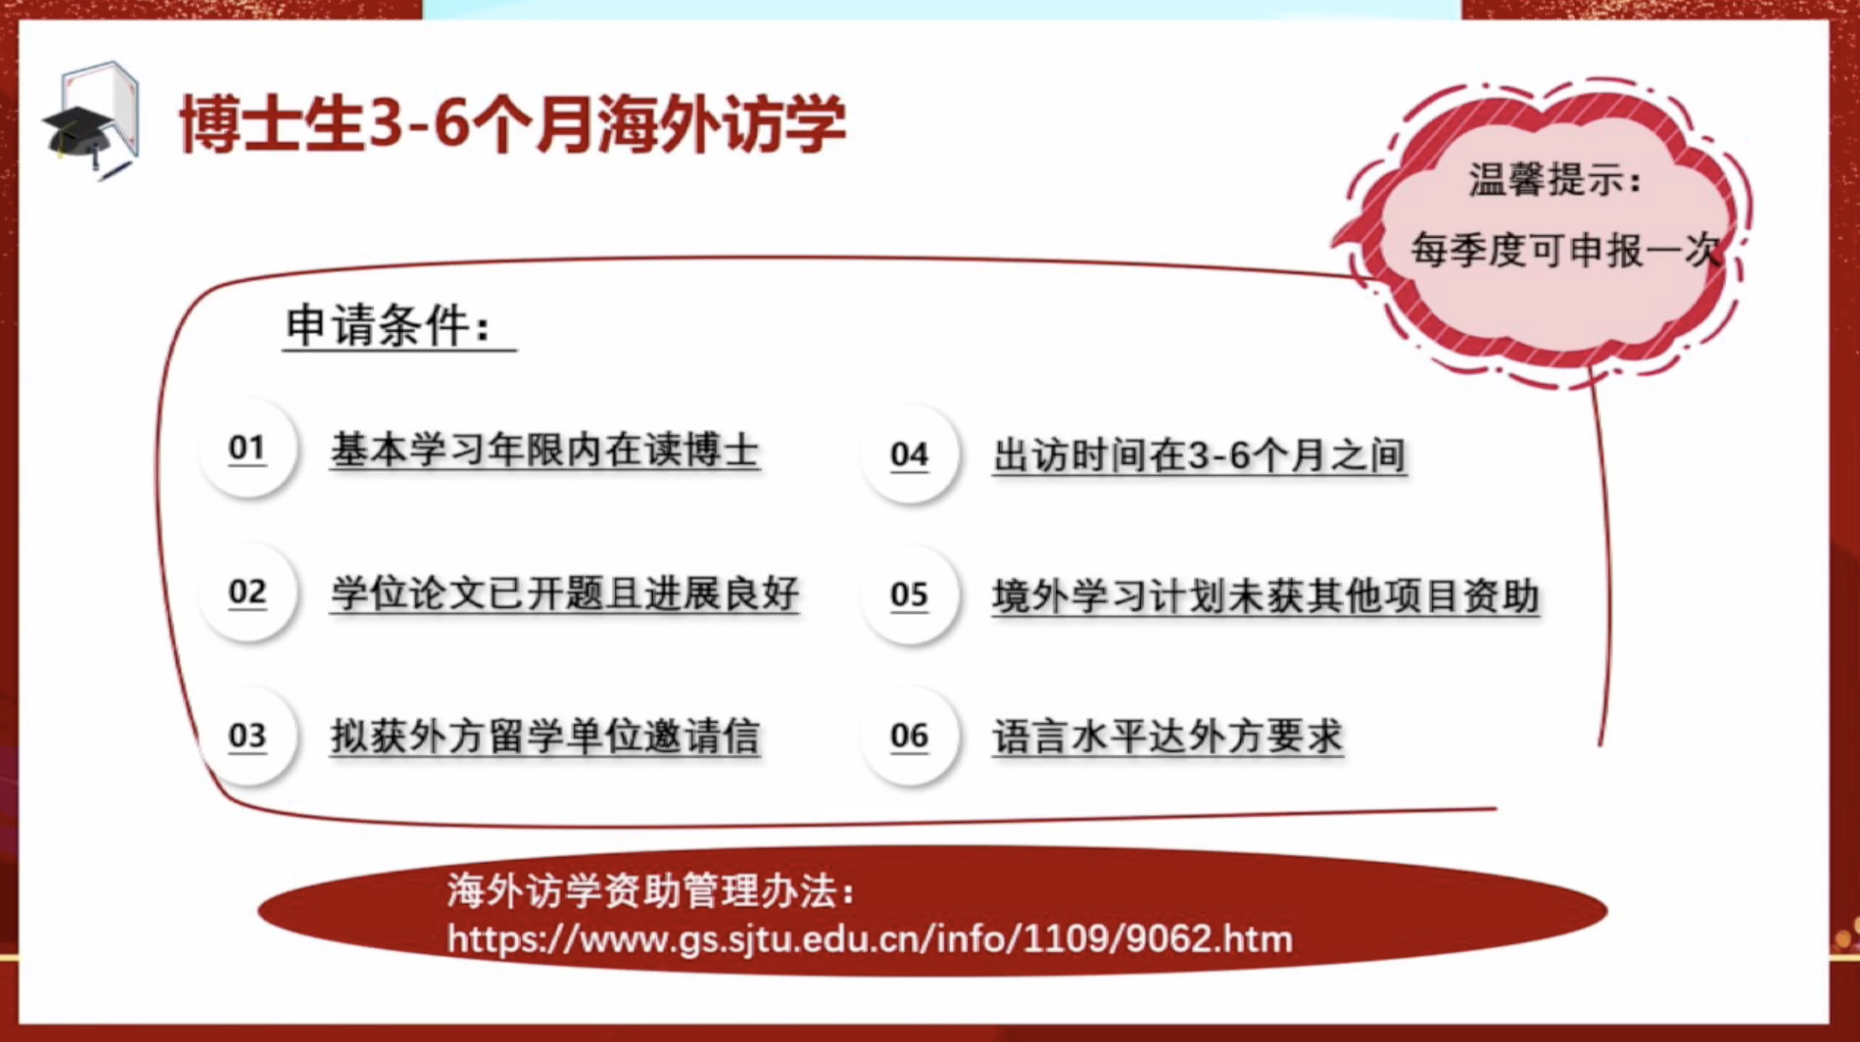 博士生3-6个月海外访学
温馨提示：
每季度可申报一次
申请条件：
01 基本学习年限内在读博士
02 学位论文已开题且进展良好
03 拟获外方留学单位邀请信
04 出访时间在3-6个月之间
05 境外学习计划未获其他项目资助
06 语言水平达外方要求
海外访学资助管理办法：
https://www.gs.sjtu.edu.cn/info/1109/9062.htm